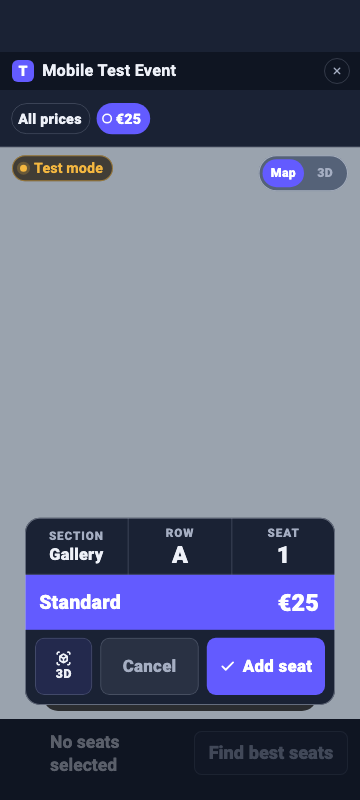 T Mobile Test Event
All prices €25
Test mode
Map 3D
SECTION ROW SEAT
Gallery A 1
Standard €25
3D Cancel Add seat
No seats
selected
Find best seats